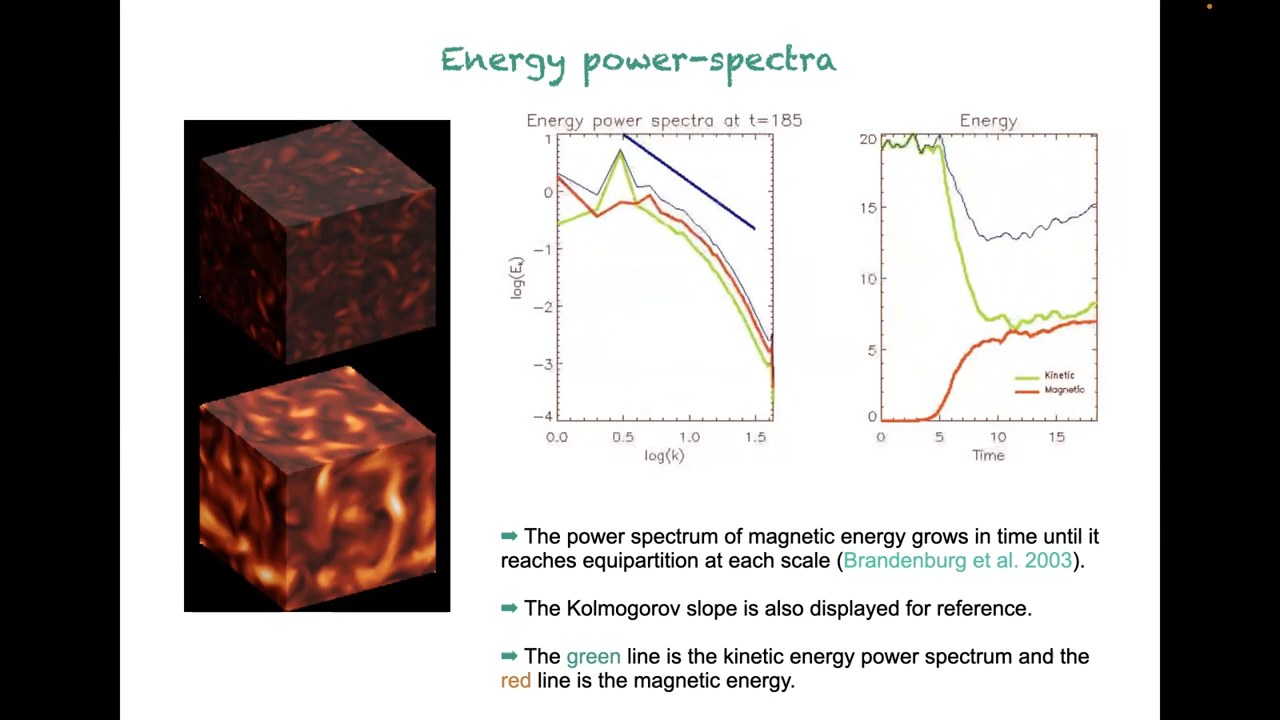 Energy power-spectra
Energy power spectra at t=185
1
0
−1
−2
−3
−4
log(Eₖ)
0.0 0.5 1.0 1.5
log(k)
Energy
20
15
10
5
0
Kinetic
Magnetic
0 5 10 15
Time
➡ The power spectrum of magnetic energy grows in time until it
reaches equipartition at each scale (Brandenburg et al. 2003).
➡ The Kolmogorov slope is also displayed for reference.
➡ The green line is the kinetic energy power spectrum and the
red line is the magnetic energy.